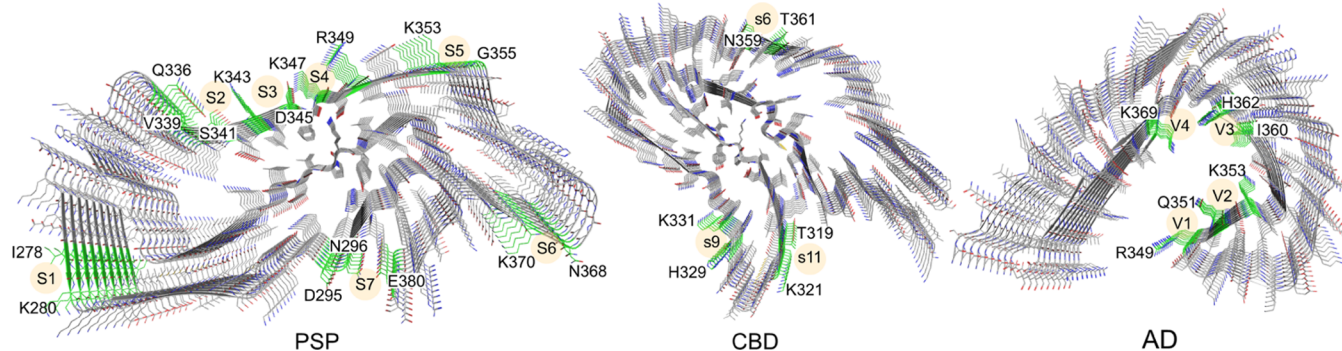 K353
S5
G355
R349
K347
S4
Q336
S2
K343
S3
V339
S341
D345
I278
S1
K280
N296
D295
S7
E380
K370
S6
N368
PSP
s6
T361
N359
K331
s9
H329
T319
s11
K321
CBD
K369
V4
H362
V3
I360
K353
Q351
V2
V1
R349
AD